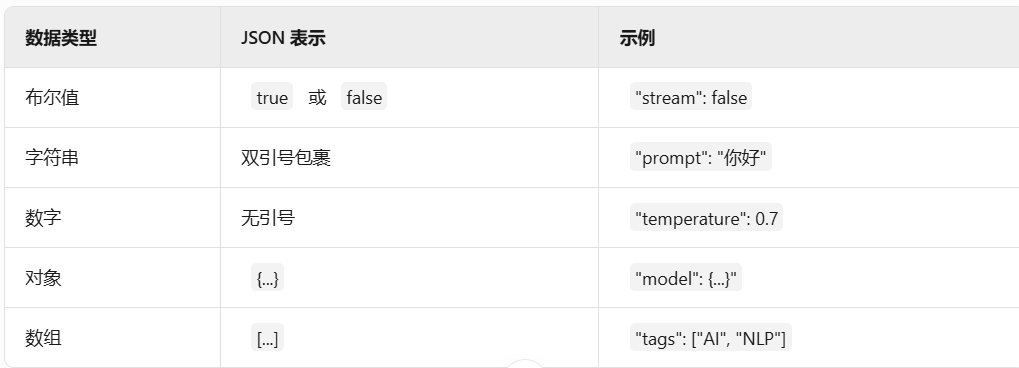 数据类型 JSON 表示 示例
布尔值 true 或 false "stream": false
字符串 双引号包裹 "prompt": "你好"
数字 无引号 "temperature": 0.7
对象 {...} "model": {...}"
数组 [...] "tags": ["AI", "NLP"]